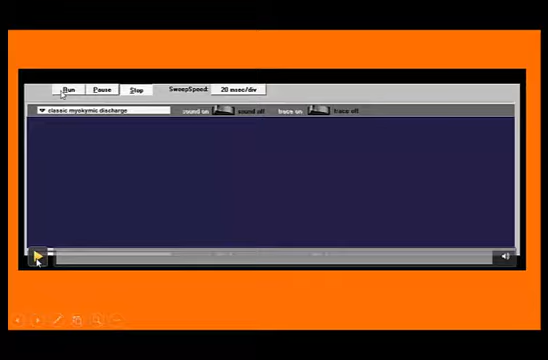 Run Pause Stop SweepSpeed: 20 msec/div
classic myokymic discharge sound on sound off trace on trace off